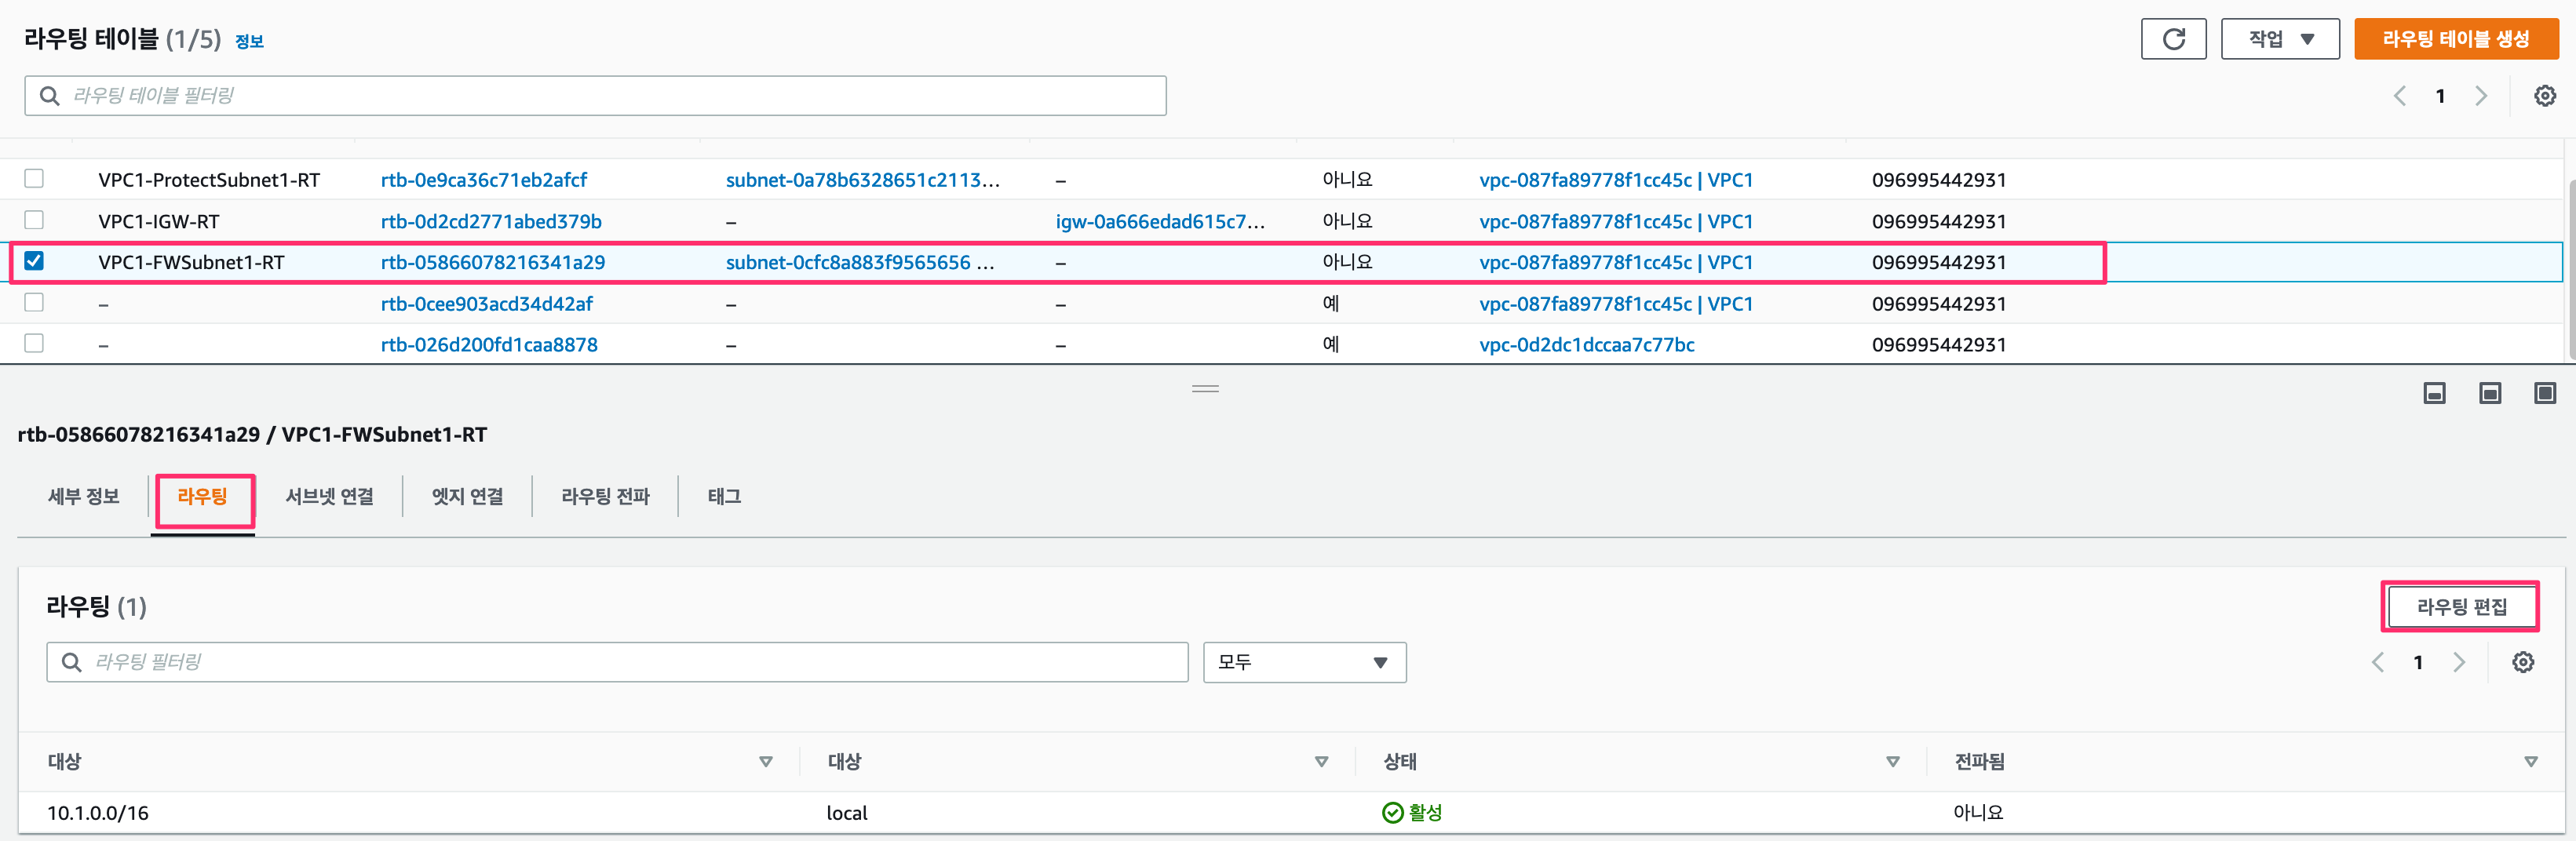 라우팅 테이블 (1/5) 정보
작업
라우팅 테이블 생성
라우팅 테이블 필터링
1
VPC1-ProtectSubnet1-RT rtb-0e9ca36c71eb2afcf subnet-0a78b6328651c2113... – 아니요 vpc-087fa89778f1cc45c | VPC1 096995442931
VPC1-IGW-RT rtb-0d2cd2771abed379b – igw-0a666edad615c7... 아니요 vpc-087fa89778f1cc45c | VPC1 096995442931
VPC1-FWSubnet1-RT rtb-05866078216341a29 subnet-0cfc8a883f9565656 ... – 아니요 vpc-087fa89778f1cc45c | VPC1 096995442931
– rtb-0cee903acd34d42af – – 예 vpc-087fa89778f1cc45c | VPC1 096995442931
– rtb-026d200fd1caa8878 – – 예 vpc-0d2dc1dccaa7c77bc 096995442931
rtb-05866078216341a29 / VPC1-FWSubnet1-RT
세부 정보 라우팅 서브넷 연결 엣지 연결 라우팅 전파 태그
라우팅 (1)
라우팅 편집
라우팅 필터링
모두
1
대상 대상 상태 전파됨
10.1.0.0/16 local 활성 아니요